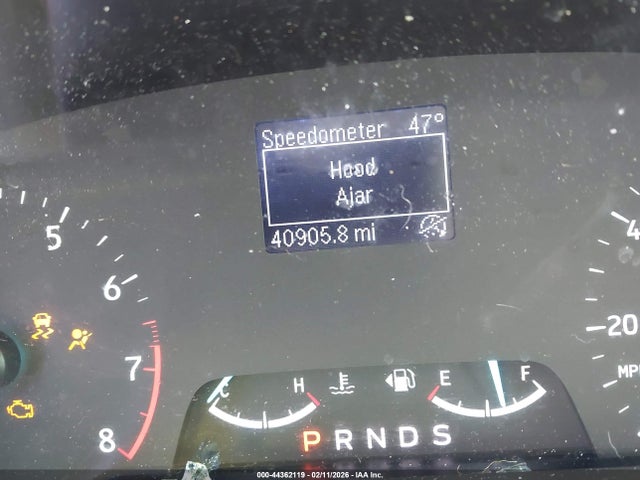 Speedometer 47°
Hood
Ajar
40905.8 mi
5
6
7
8
4
20
MP
C H E F
P R N D S
000-44362119 - 02/11/2026 - IAA Inc.